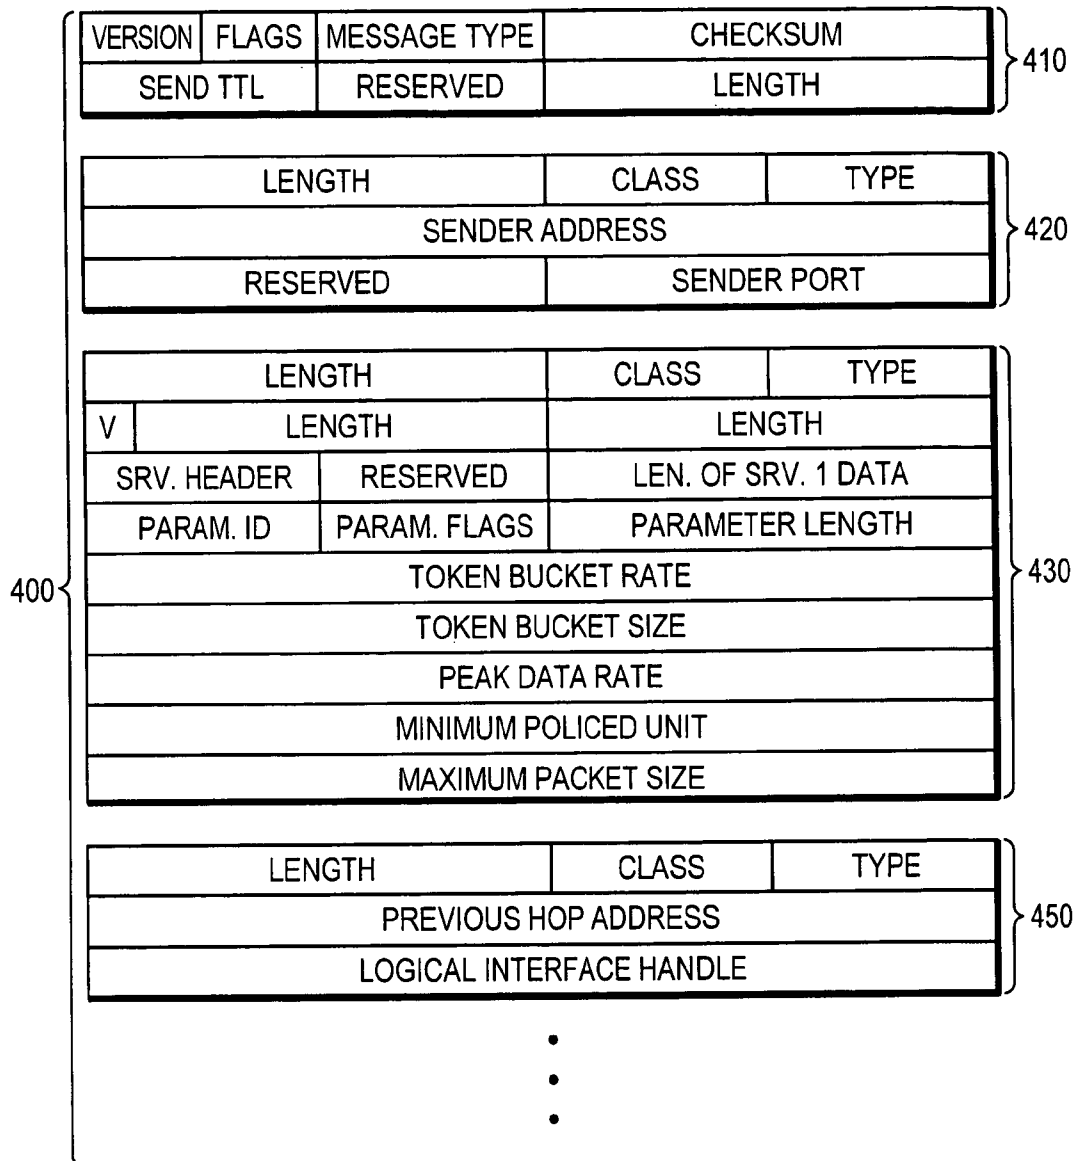 VERSION FLAGS MESSAGE TYPE CHECKSUM
SEND TTL RESERVED LENGTH
410
LENGTH CLASS TYPE
SENDER ADDRESS
RESERVED SENDER PORT
420
LENGTH CLASS TYPE
V LENGTH LENGTH
SRV. HEADER RESERVED LEN. OF SRV. 1 DATA
PARAM. ID PARAM. FLAGS PARAMETER LENGTH
TOKEN BUCKET RATE
TOKEN BUCKET SIZE
PEAK DATA RATE
MINIMUM POLICED UNIT
MAXIMUM PACKET SIZE
430
400
LENGTH CLASS TYPE
PREVIOUS HOP ADDRESS
LOGICAL INTERFACE HANDLE
450